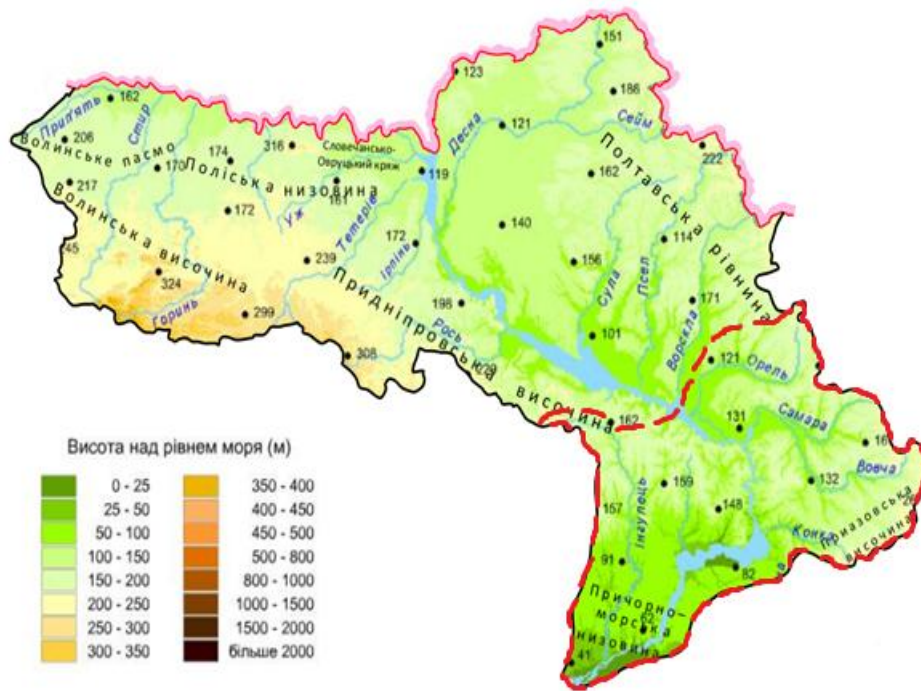 151
123
186
162
Прип'ять
Стир
206
Волинське пасмо
170
174
316
Словечансько-
Овруцький кряж
Поліська низовина
161
119
Десна
121
Сейм
222
162
Полтавська рівнина
217
Волинська височина
172
Уж
Тетерів
172
Ірпінь
140
156
114
Сула
Псел
45
324
Горинь
239
299
Придніпровська височина
198
Рось
308
101
171
Ворскла
121
Орель
162
131
Самара
Вовча
132
157
Інгулець
159
148
Конка
Приазовська
височина
91
82
Причорно-
морська
низовина
62
41
Висота над рівнем моря (м)
0 - 25
25 - 50
50 - 100
100 - 150
150 - 200
200 - 250
250 - 300
300 - 350
350 - 400
400 - 450
450 - 500
500 - 800
800 - 1000
1000 - 1500
1500 - 2000
більше 2000